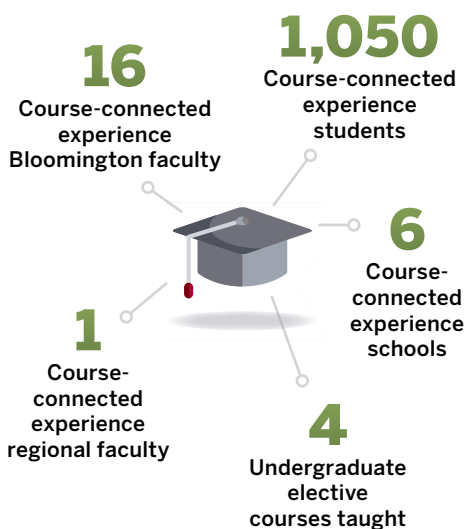 16
Course-connected
experience
Bloomington faculty
1,050
Course-connected
experience
students
6
Course-
connected
experience
schools
1
Course-
connected
experience
regional faculty
4
Undergraduate
elective
courses taught